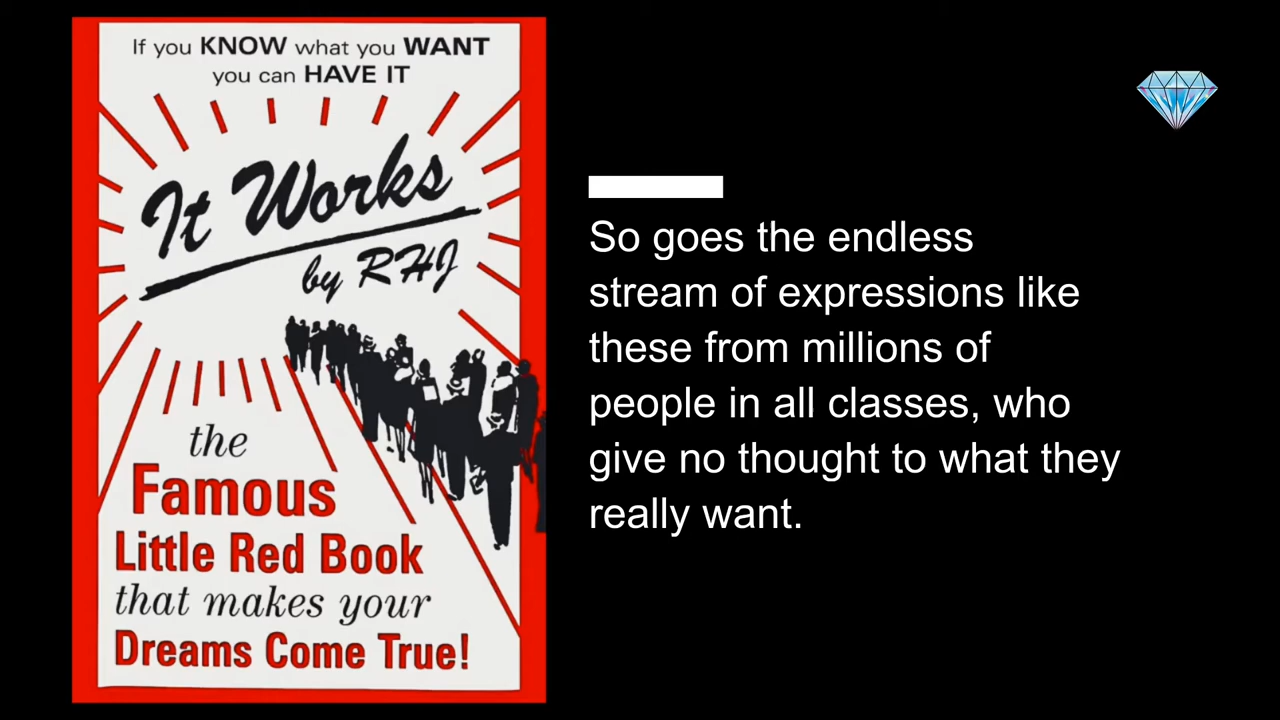 If you KNOW what you WANT
you can HAVE IT
It Works
by RHJ
the
Famous
Little Red Book
that makes your
Dreams Come True!
So goes the endless
stream of expressions like
these from millions of
people in all classes, who
give no thought to what they
really want.